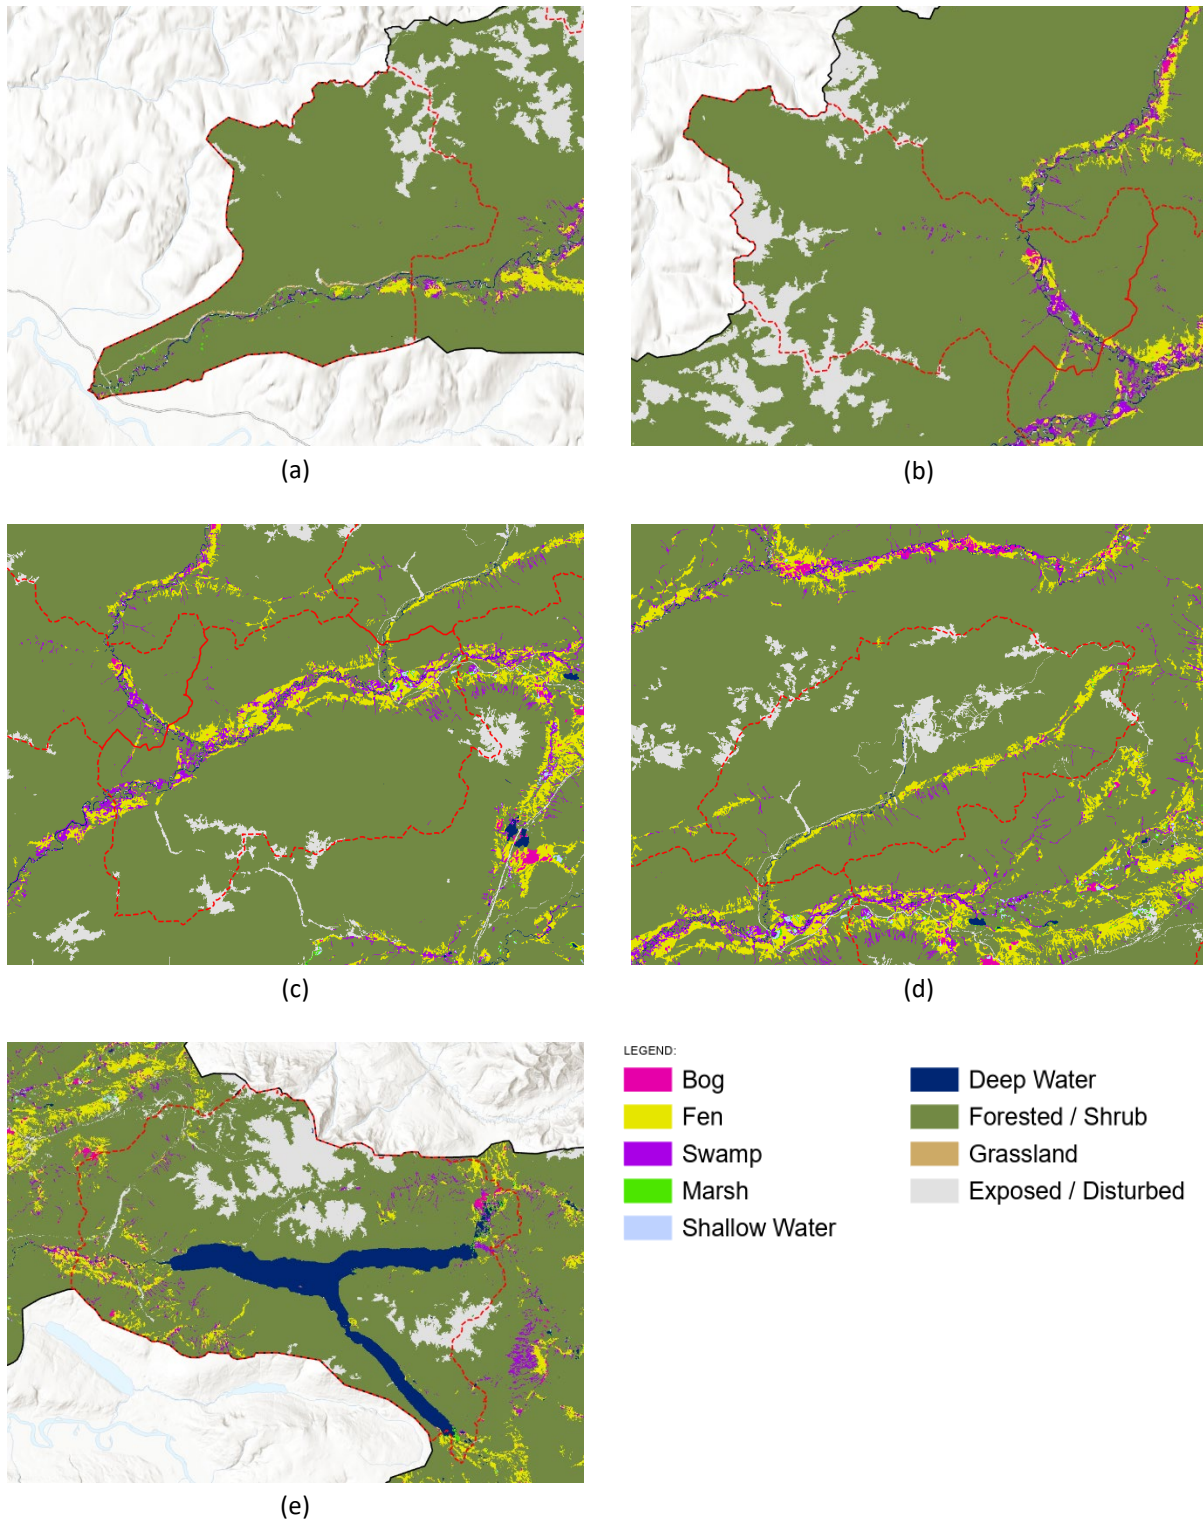 (a)
(b)
(c)
(d)
(e)
LEGEND:
Bog
Fen
Swamp
Marsh
Shallow Water
Deep Water
Forested / Shrub
Grassland
Exposed / Disturbed